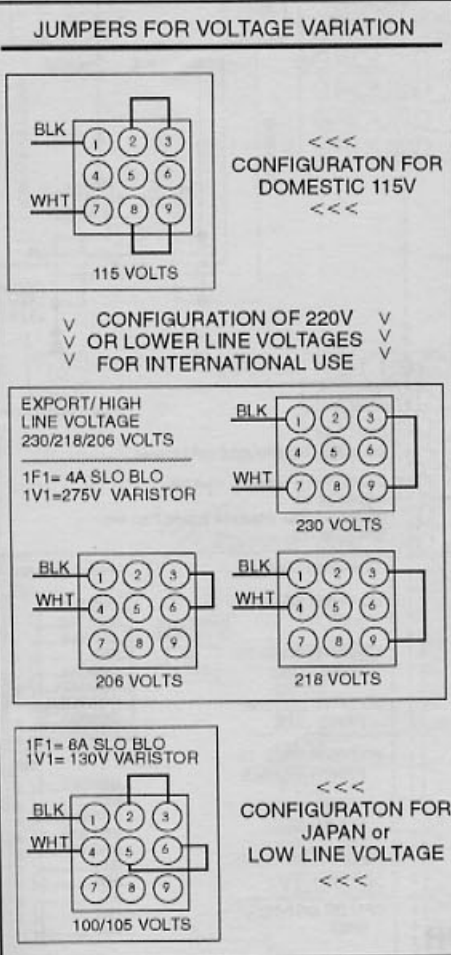 JUMPERS FOR VOLTAGE VARIATION
BLK
1 2 3
4 5 6
WHT
7 8 9
115 VOLTS
<<<
CONFIGURATON FOR
DOMESTIC 115V
<<<
V CONFIGURATION OF 220V V
V OR LOWER LINE VOLTAGES V
V FOR INTERNATIONAL USE V
EXPORT/HIGH
LINE VOLTAGE
230/218/206 VOLTS
1F1= 4A SLO BLO
1V1=275V VARISTOR
BLK
1 2 3
4 5 6
WHT
7 8 9
230 VOLTS
BLK
1 2 3
WHT
4 5 6
7 8 9
206 VOLTS
BLK
1 2 3
WHT
4 5 6
7 8 9
218 VOLTS
1F1= 8A SLO BLO
1V1= 130V VARISTOR
BLK
1 2 3
WHT
4 5 6
7 8 9
100/105 VOLTS
<<<
CONFIGURATON FOR
JAPAN or
LOW LINE VOLTAGE
<<<